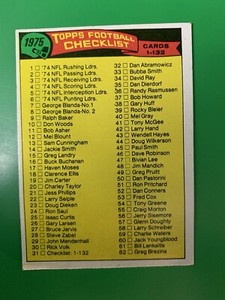 1975
TOPPS FOOTBALL
CHECKLIST
CARDS
1-132
1 '74 NFL Rushing Ldrs.
2 '74 NFL Passing Ldrs.
3 '74 NFL Receiving Ldrs.
4 '74 NFL Scoring Ldrs.
5 '74 NFL Interception Ldrs.
6 '74 NFL Punting Ldrs.
7 George Blanda-No. 1
8 George Blanda-No. 2
9 Ralph Baker
10 Don Woods
11 Bob Asher
12 Mel Blount
13 Sam Cunningham
14 Jackie Smith
15 Greg Landry
16 Buck Buchanan
17 Haven Moses
18 Clarence Ellis
19 Jim Carter
20 Charley Taylor
21 Jess Phillips
22 Larry Seiple
23 Doug Dieken
24 Ron Saul
25 Isaac Curtis
26 Gary Larsen
27 Bruce Jarvis
28 Steve Zabel
29 John Mendenhall
30 Rick Volk
31 Checklist: 1-132
32 Dan Abramowicz
33 Bubba Smith
34 David Ray
35 Dan Dierdorf
36 Randy Rasmussen
37 Bob Howard
38 Gary Huff
39 Rocky Bleier
40 Mel Gray
41 Tony McGee
42 Larry Hand
43 Wendell Hayes
44 Doug Wilkerson
45 Paul Smith
46 Dave Robinson
47 Bivian Lee
48 Jim Mandich
49 Greg Pruitt
50 Dan Pastorini
51 Ron Pritchard
52 Dan Conners
53 Fred Cox
54 Tony Greene
55 Craig Morton
56 Jerry Sisemore
57 Glenn Doughty
58 Larry Schreiber
59 Charlie Waters
60 Jack Youngblood
61 Bill Lenkaitis
62 Greg Brezina